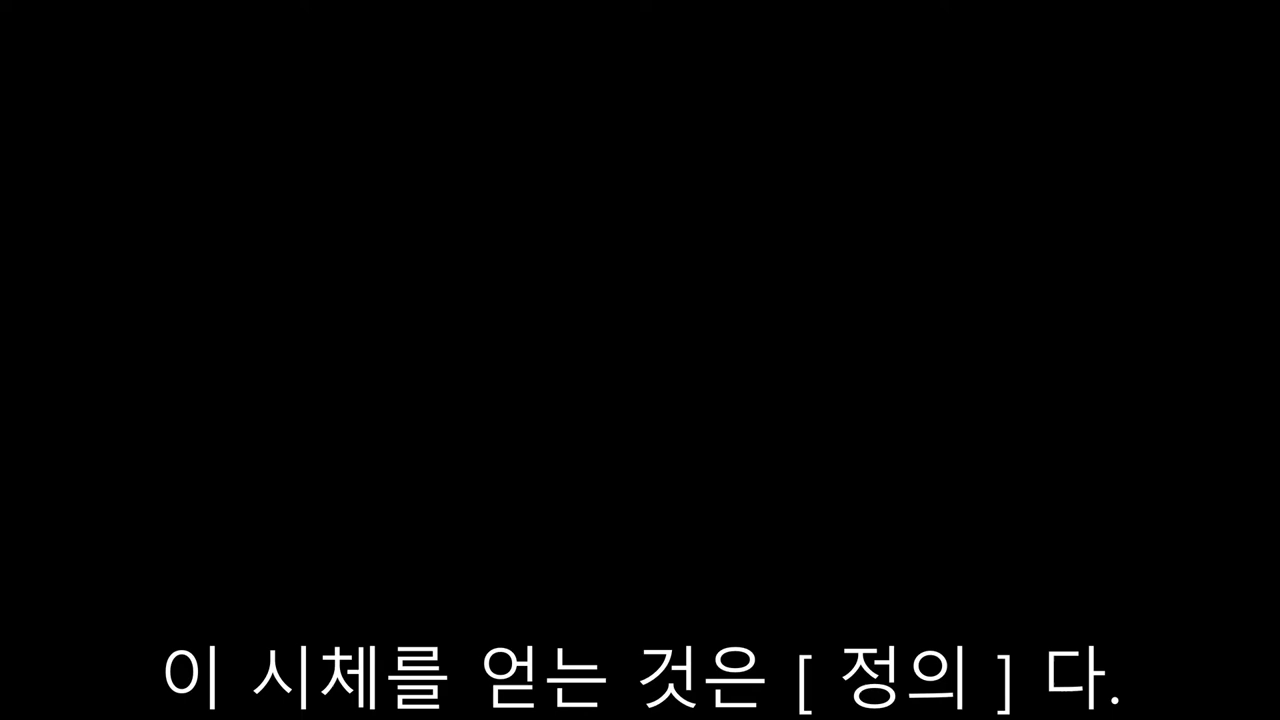 이 시체를 얻는 것은 [ 정의 ] 다.